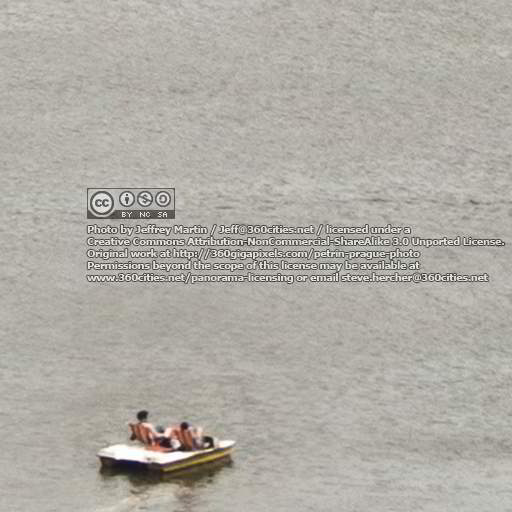 cc
BY NC SA
Photo by Jeffrey Martin / Jeff@360cities.net / licensed under a
Creative Commons Attribution-NonCommercial-ShareAlike 3.0 Unported License.
Original work at http://360gigapixels.com/petrin-prague-photo
Permissions beyond the scope of this license may be available at
www.360cities.net/panorama-licensing or email steve.hercher@360cities.net